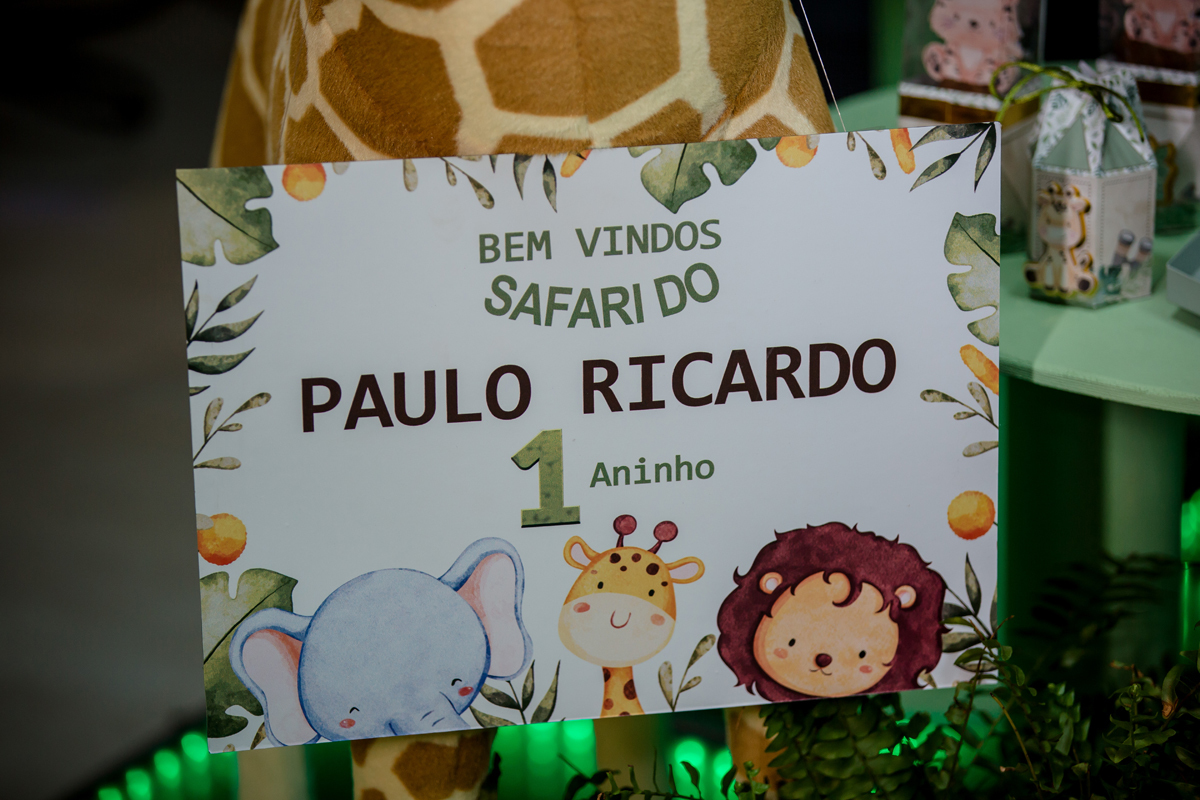 BEM VINDOS
SAFARI DO
PAULO RICARDO
1 Aninho